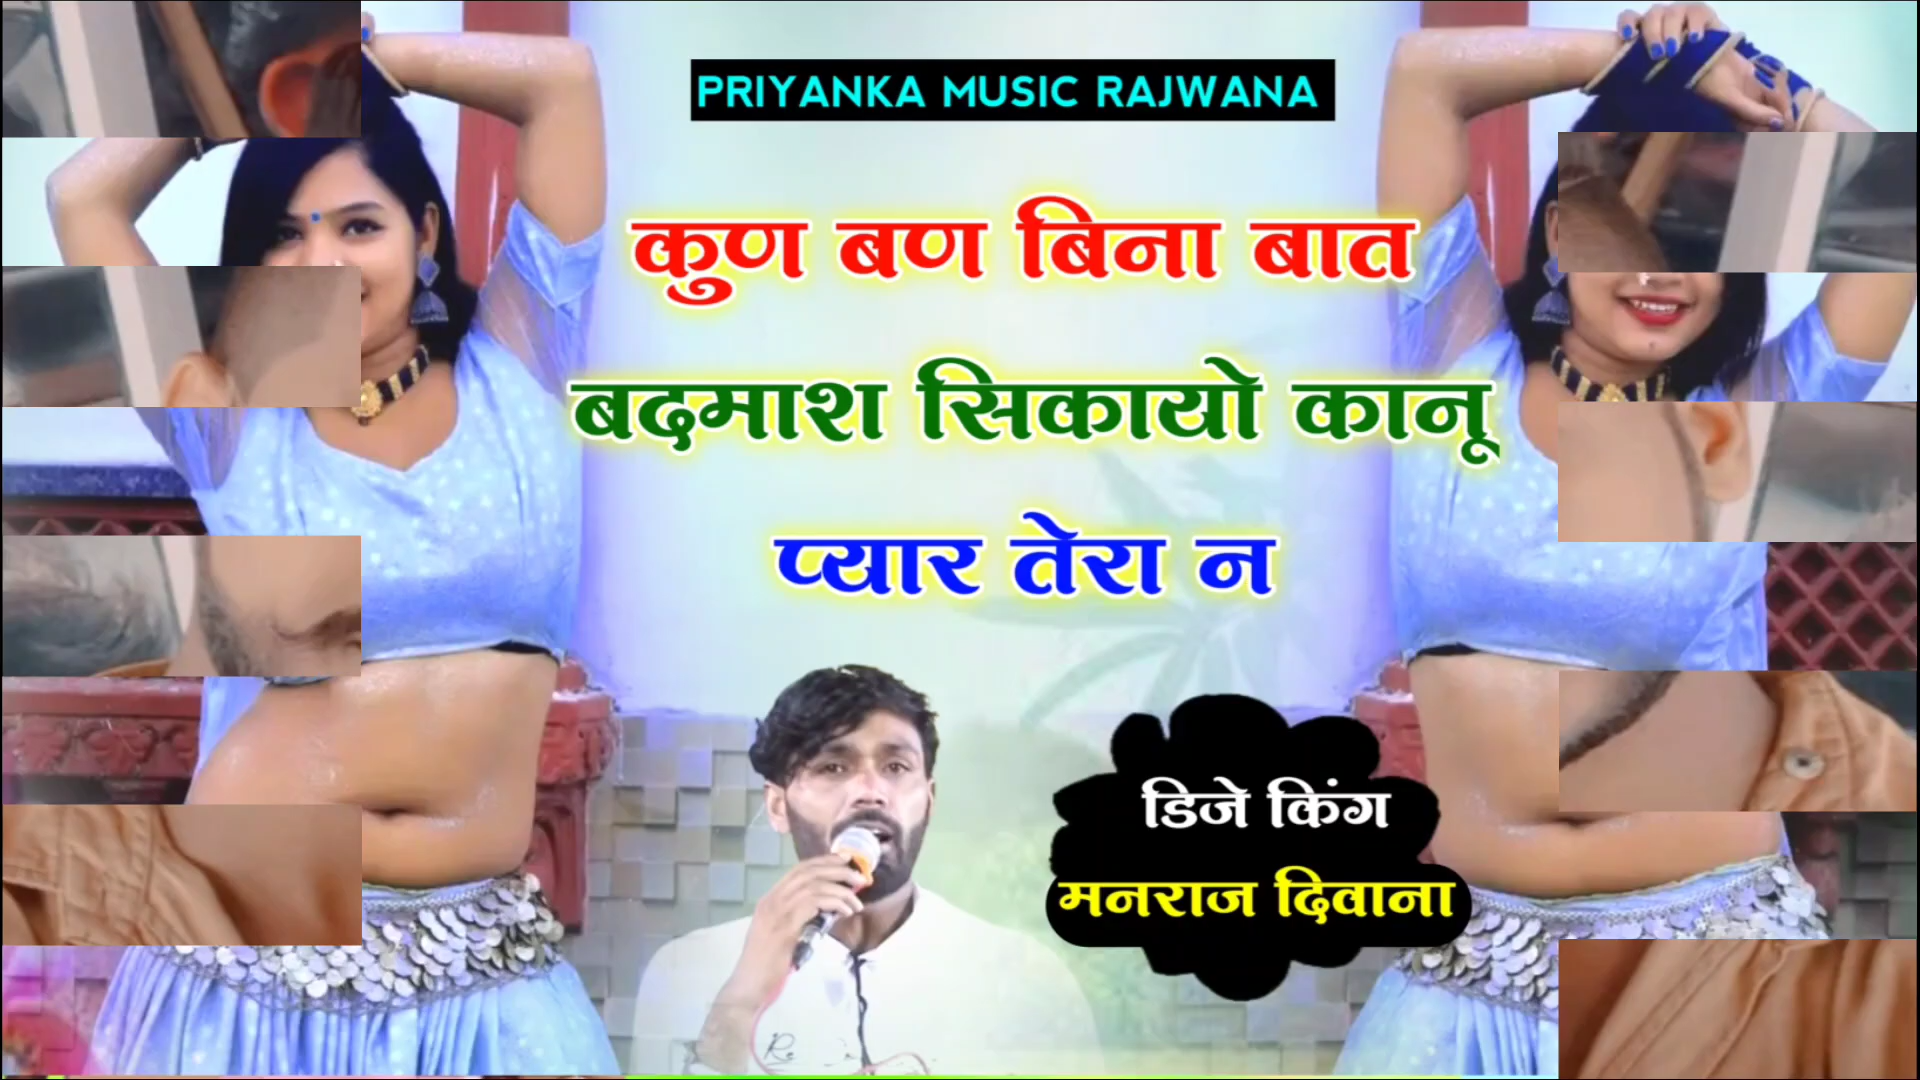 PRIYANKA MUSIC RAJWANA
कुण बण बिना बात
बदमाश सिकायो कानू
प्यार तेरा न
डिजे किंग
मनराज दिवाना